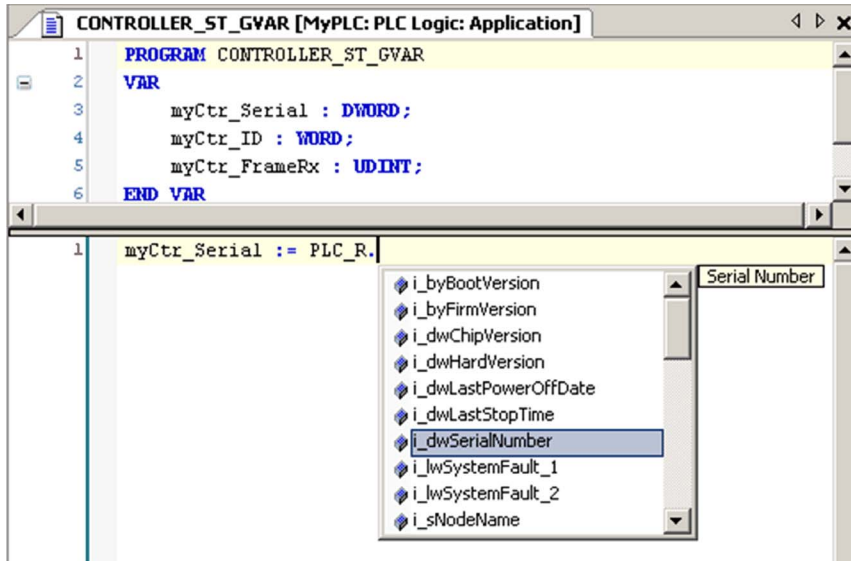 CONTROLLER_ST_GVAR [MyPLC: PLC Logic: Application]
1 PROGRAM CONTROLLER_ST_GVAR
2 VAR
3 myCtr_Serial : DWORD;
4 myCtr_ID : WORD;
5 myCtr_FrameRx : UDINT;
6 END_VAR
1 myCtr_Serial := PLC_R.
i_byBootVersion
i_byFirmVersion
i_dwChipVersion
i_dwHardVersion
i_dwLastPowerOffDate
i_dwLastStopTime
i_dwSerialNumber
i_lwSystemFault_1
i_lwSystemFault_2
i_sNodeName
Serial Number